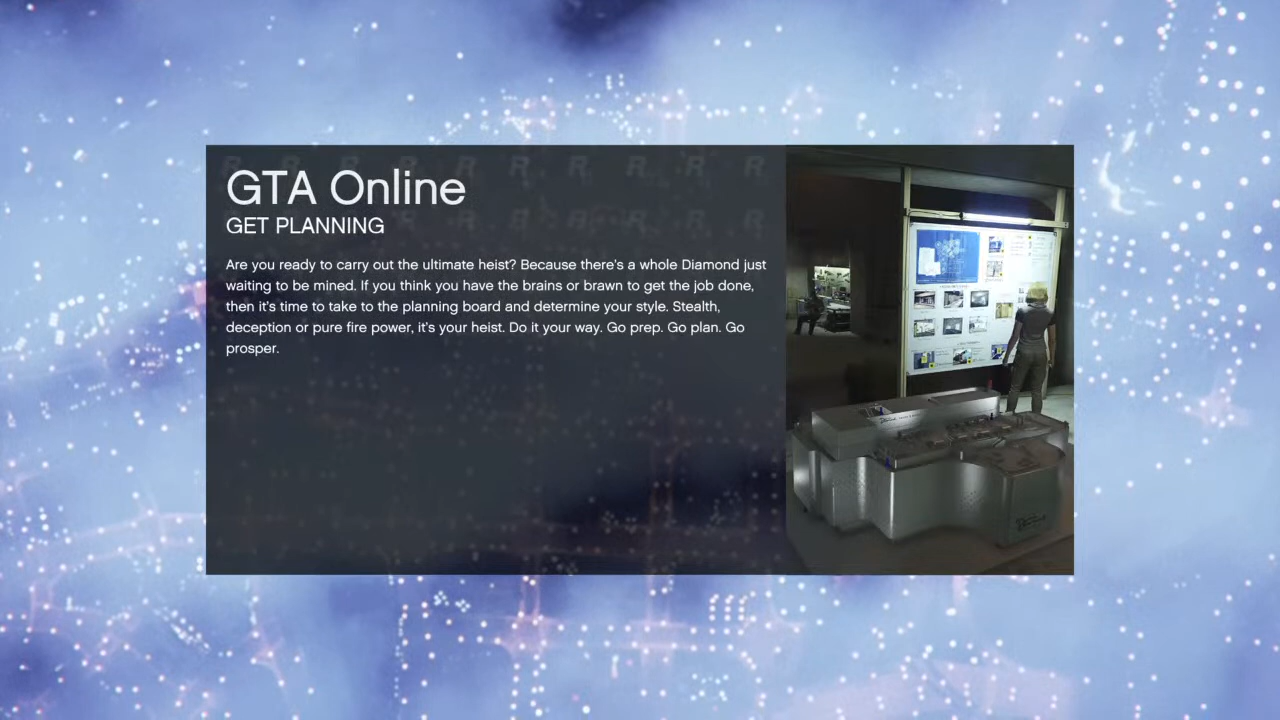 GTA Online
GET PLANNING
Are you ready to carry out the ultimate heist? Because there's a whole Diamond just
waiting to be mined. If you think you have the brains or brawn to get the job done,
then it's time to take to the planning board and determine your style. Stealth,
deception or pure fire power, it's your heist. Do it your way. Go prep. Go plan. Go
prosper.